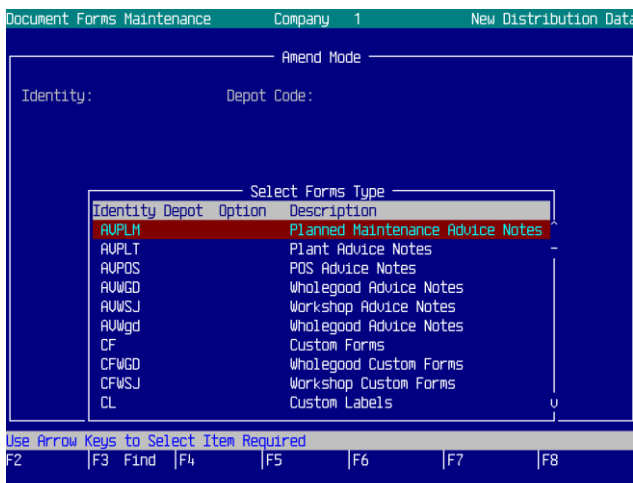 Document Forms Maintenance Company 1 New Distribution Data
Amend Mode
Identity: Depot Code:
Select Forms Type
Identity Depot Option Description
AVPLM Planned Maintenance Advice Notes
AVPLT Plant Advice Notes
AVPOS POS Advice Notes
AVWGD Wholegood Advice Notes
AVWSJ Workshop Advice Notes
AVWgd Wholegood Advice Notes
CF Custom Forms
CFWGD Wholegood Custom Forms
CFWSJ Workshop Custom Forms
CL Custom Labels
Use Arrow Keys to Select Item Required
F2 F3 Find F4 F5 F6 F7 F8